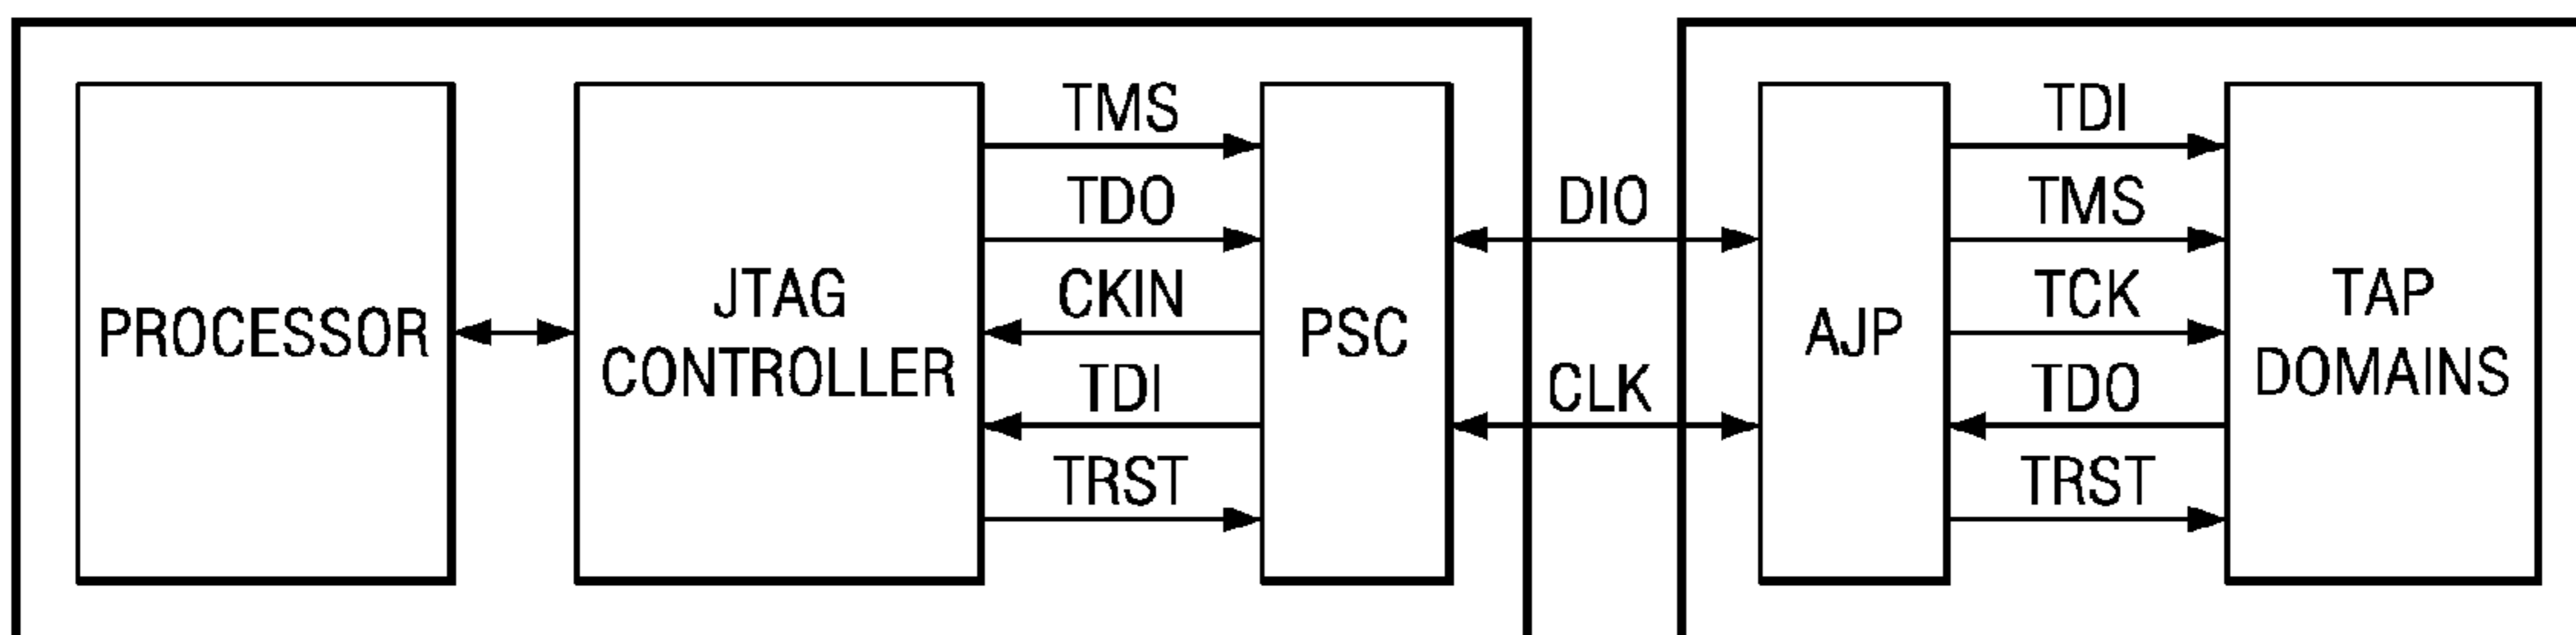 PROCESSOR
JTAG
CONTROLLER
TMS
TDO
CKIN
TDI
TRST
PSC
DIO
CLK
AJP
TDI
TMS
TCK
TDO
TRST
TAP
DOMAINS